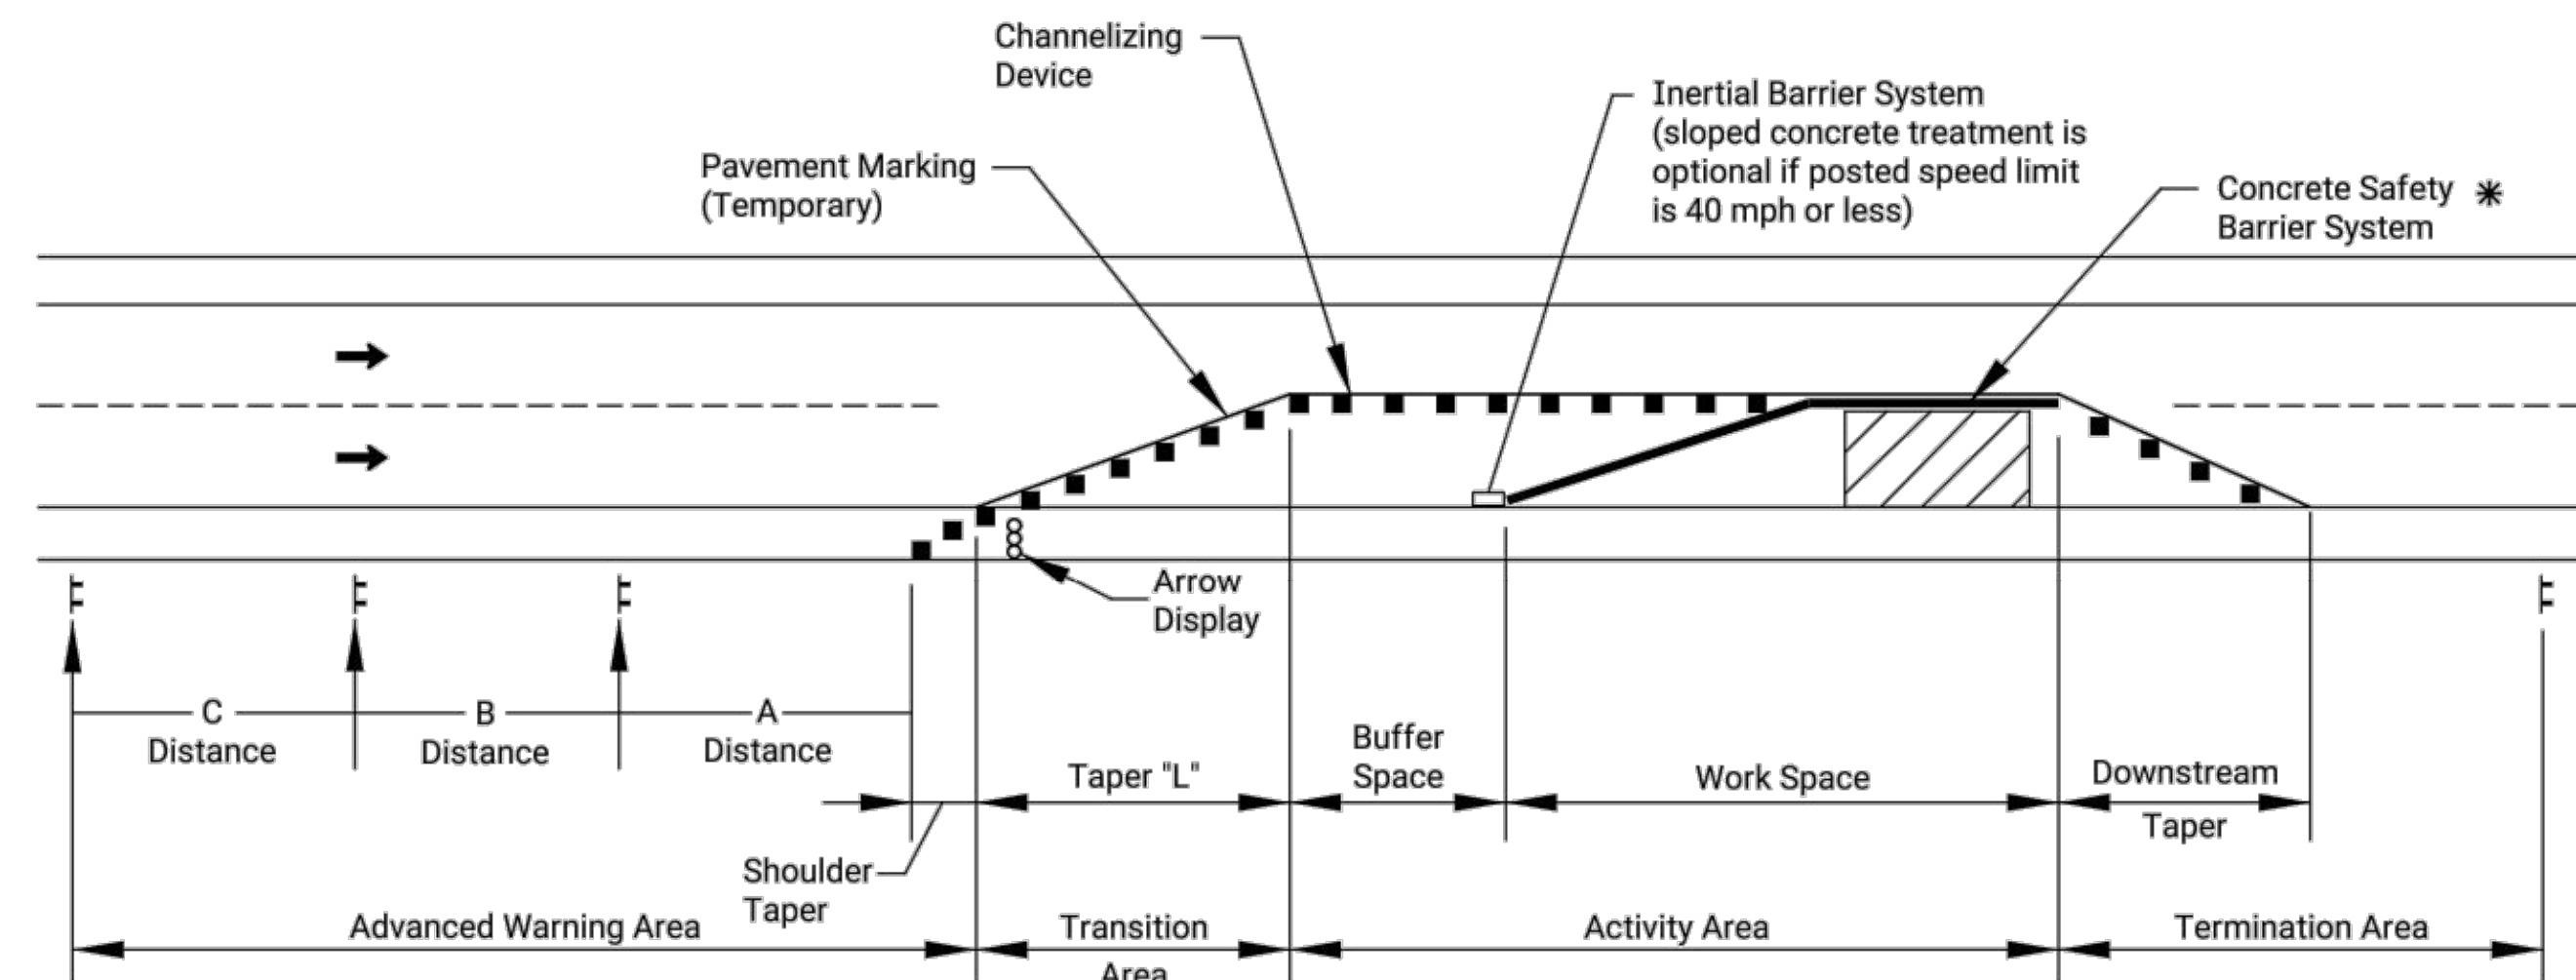 Channelizing
Device
Inertial Barrier System
(sloped concrete treatment is
optional if posted speed limit
is 40 mph or less)
Pavement Marking
(Temporary)
Concrete Safety *
Barrier System
Arrow
Display
C
Distance
B
Distance
A
Distance
Taper "L"
Buffer
Space
Work Space
Downstream
Taper
Shoulder
Taper
Advanced Warning Area
Transition
Area
Activity Area
Termination Area